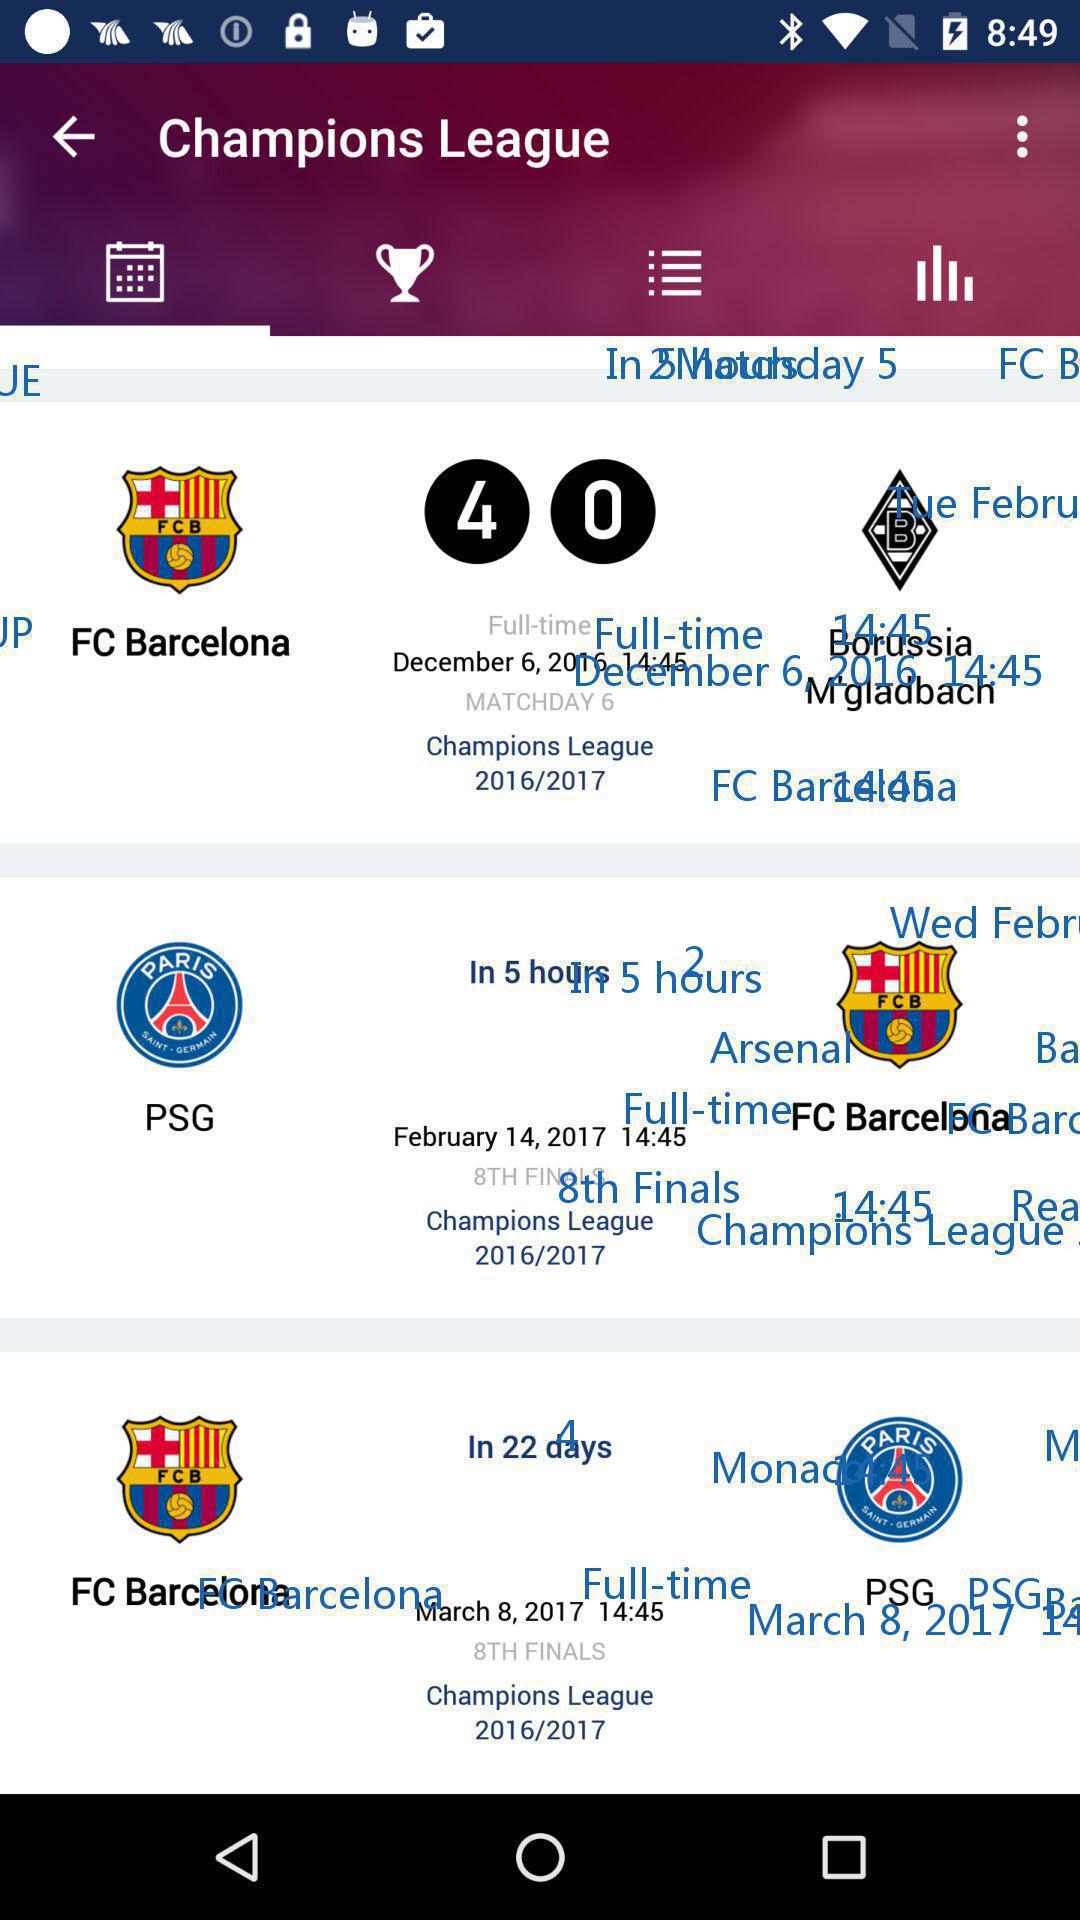 8:49
Champions League
UE
In 5 hours
2
Matchday 5
FC B
4 0
Tue Febru
UP
FC Barcelona
Full-time
Full-time
14:45
Borussia
M'gladbach
December 6, 2016 14:45
December 6, 2016 14:45
MATCHDAY 6
Champions League
2016/2017
FC Barcelona
14:45
Wed Febru
In 5 hours
In 5 hours
2
Arsenal
Ba
PSG
Full-time
FC Barcelona
FC Barc
February 14, 2017 14:45
8TH FINALS
8th Finals
14:45
Rea
Champions League
2016/2017
Champions League
In 22 days
4
Monaco
14:45
M
FC Barcelona
FC Barcelona
Full-time
PSG
PSG
Ba
March 8, 2017 14:45
March 8, 2017 14
8TH FINALS
Champions League
2016/2017